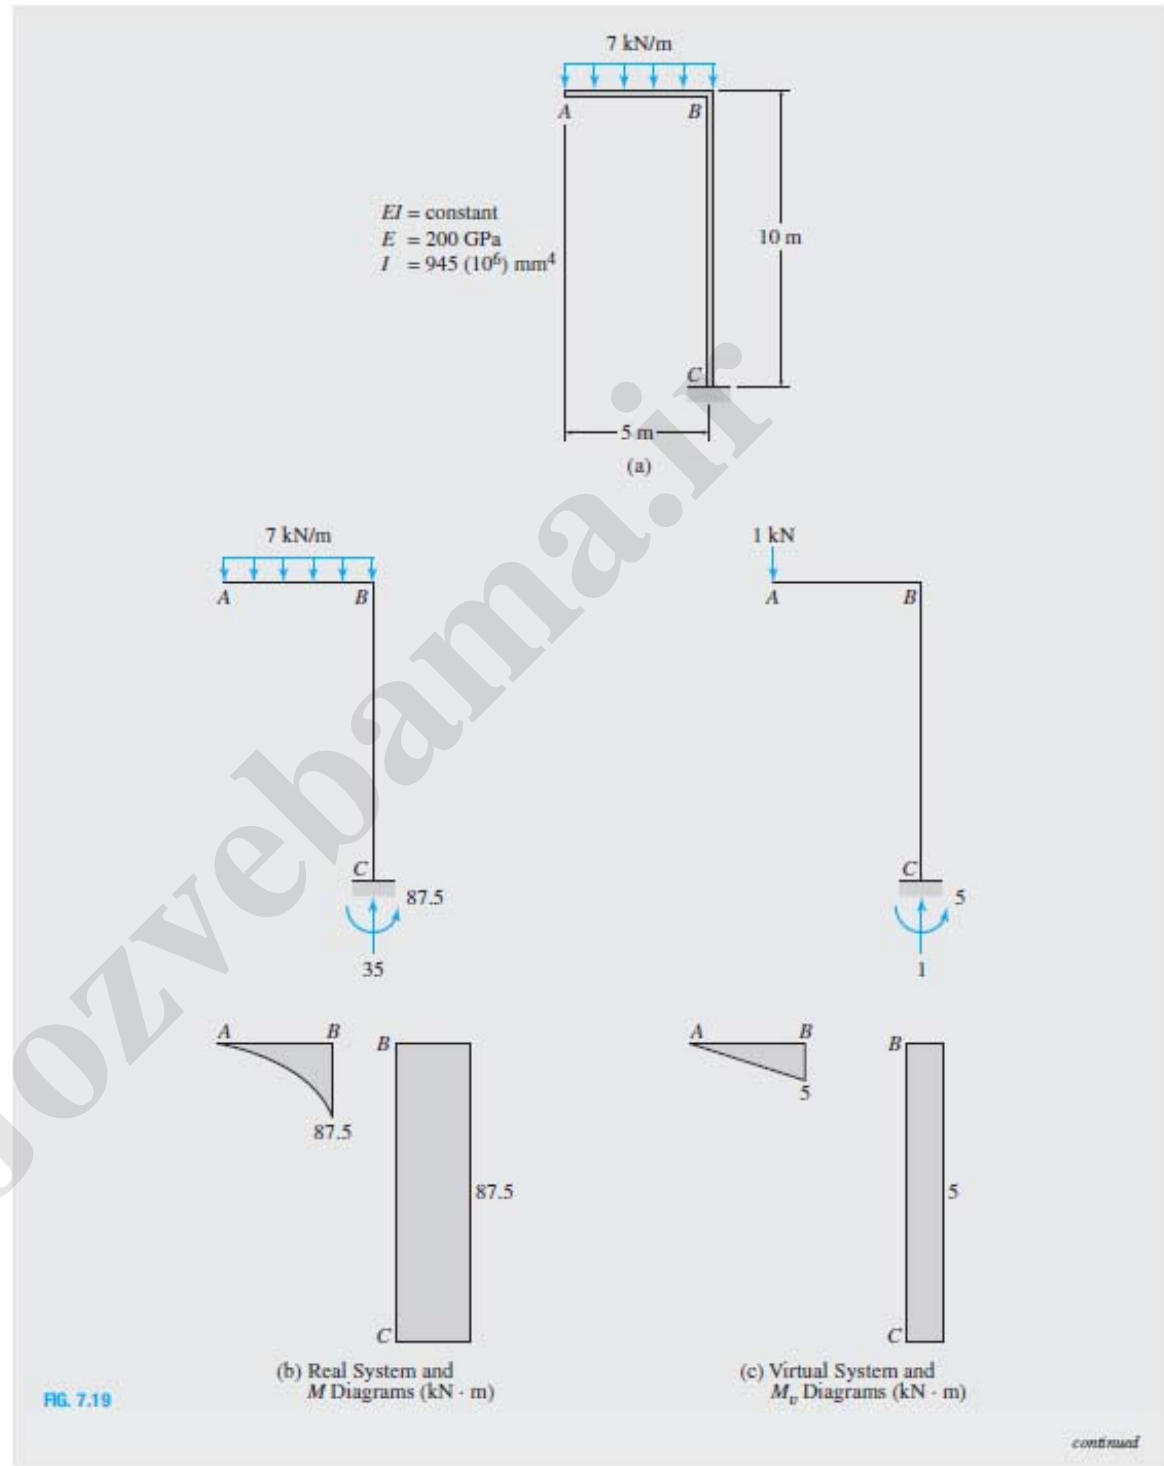 7 kN/m
A
B
EI = constant
E = 200 GPa
I = 945 (10⁶) mm⁴
10 m
C
5 m
(a)
7 kN/m
A
B
C
87.5
35
1 kN
A
B
C
5
1
A
B
87.5
B
87.5
C
A
B
5
B
5
C
(b) Real System and
M Diagrams (kN - m)
(c) Virtual System and
Mᵥ Diagrams (kN - m)
FIG. 7.19
continued
Jozvebama.ir